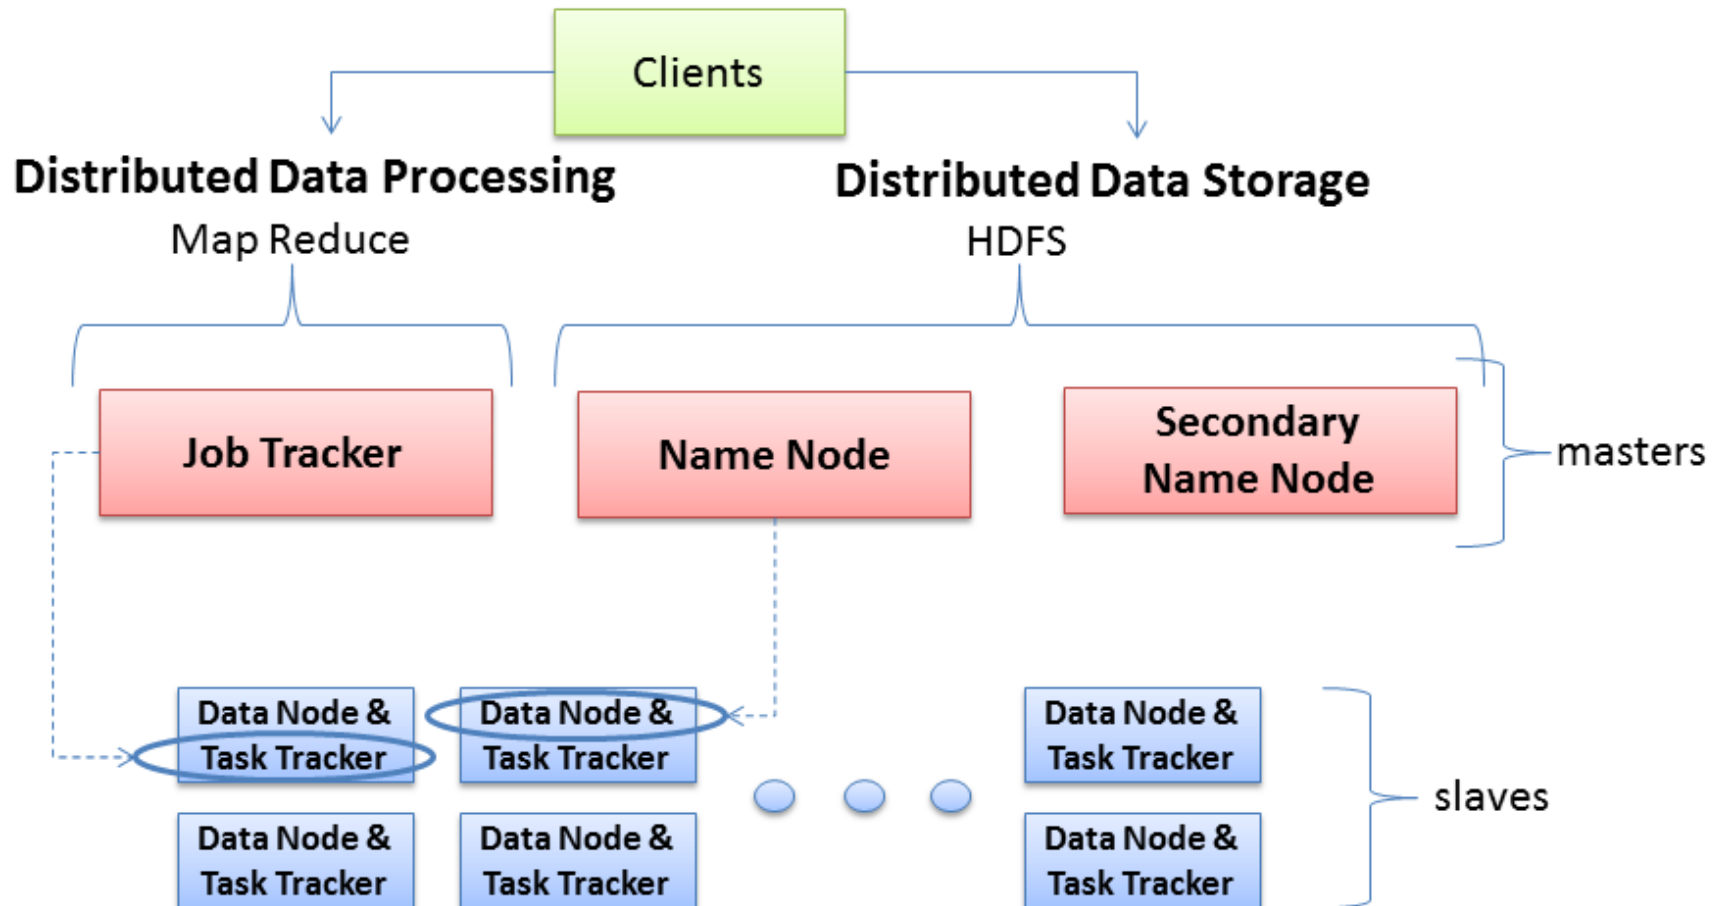 Clients
Distributed Data Processing
Map Reduce
Distributed Data Storage
HDFS
Job Tracker
Name Node
Secondary
Name Node
masters
Data Node &
Task Tracker
Data Node &
Task Tracker
Data Node &
Task Tracker
slaves
Data Node &
Task Tracker
Data Node &
Task Tracker
Data Node &
Task Tracker